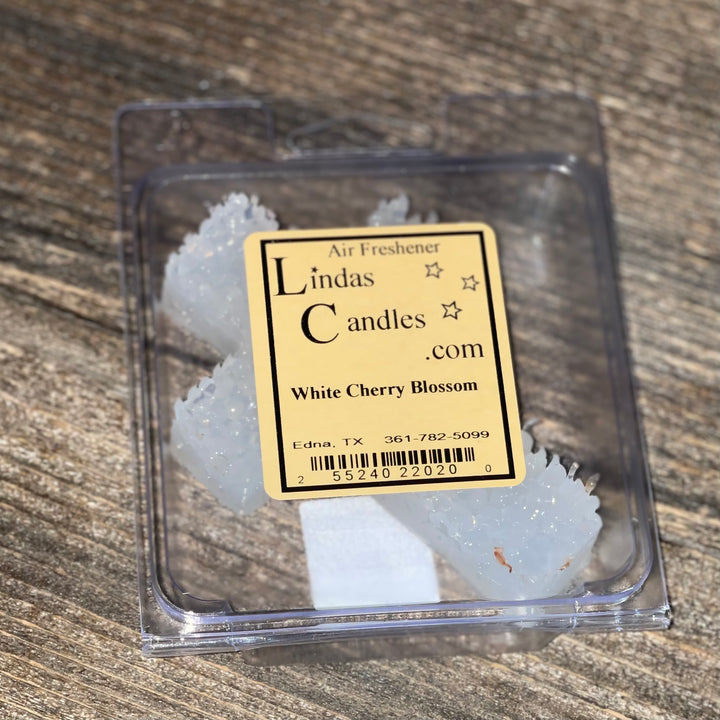 Air Freshener
Lindas
Candles
.com
White Cherry Blossom
Edna, TX 361-782-5099
2 55240 22020 0